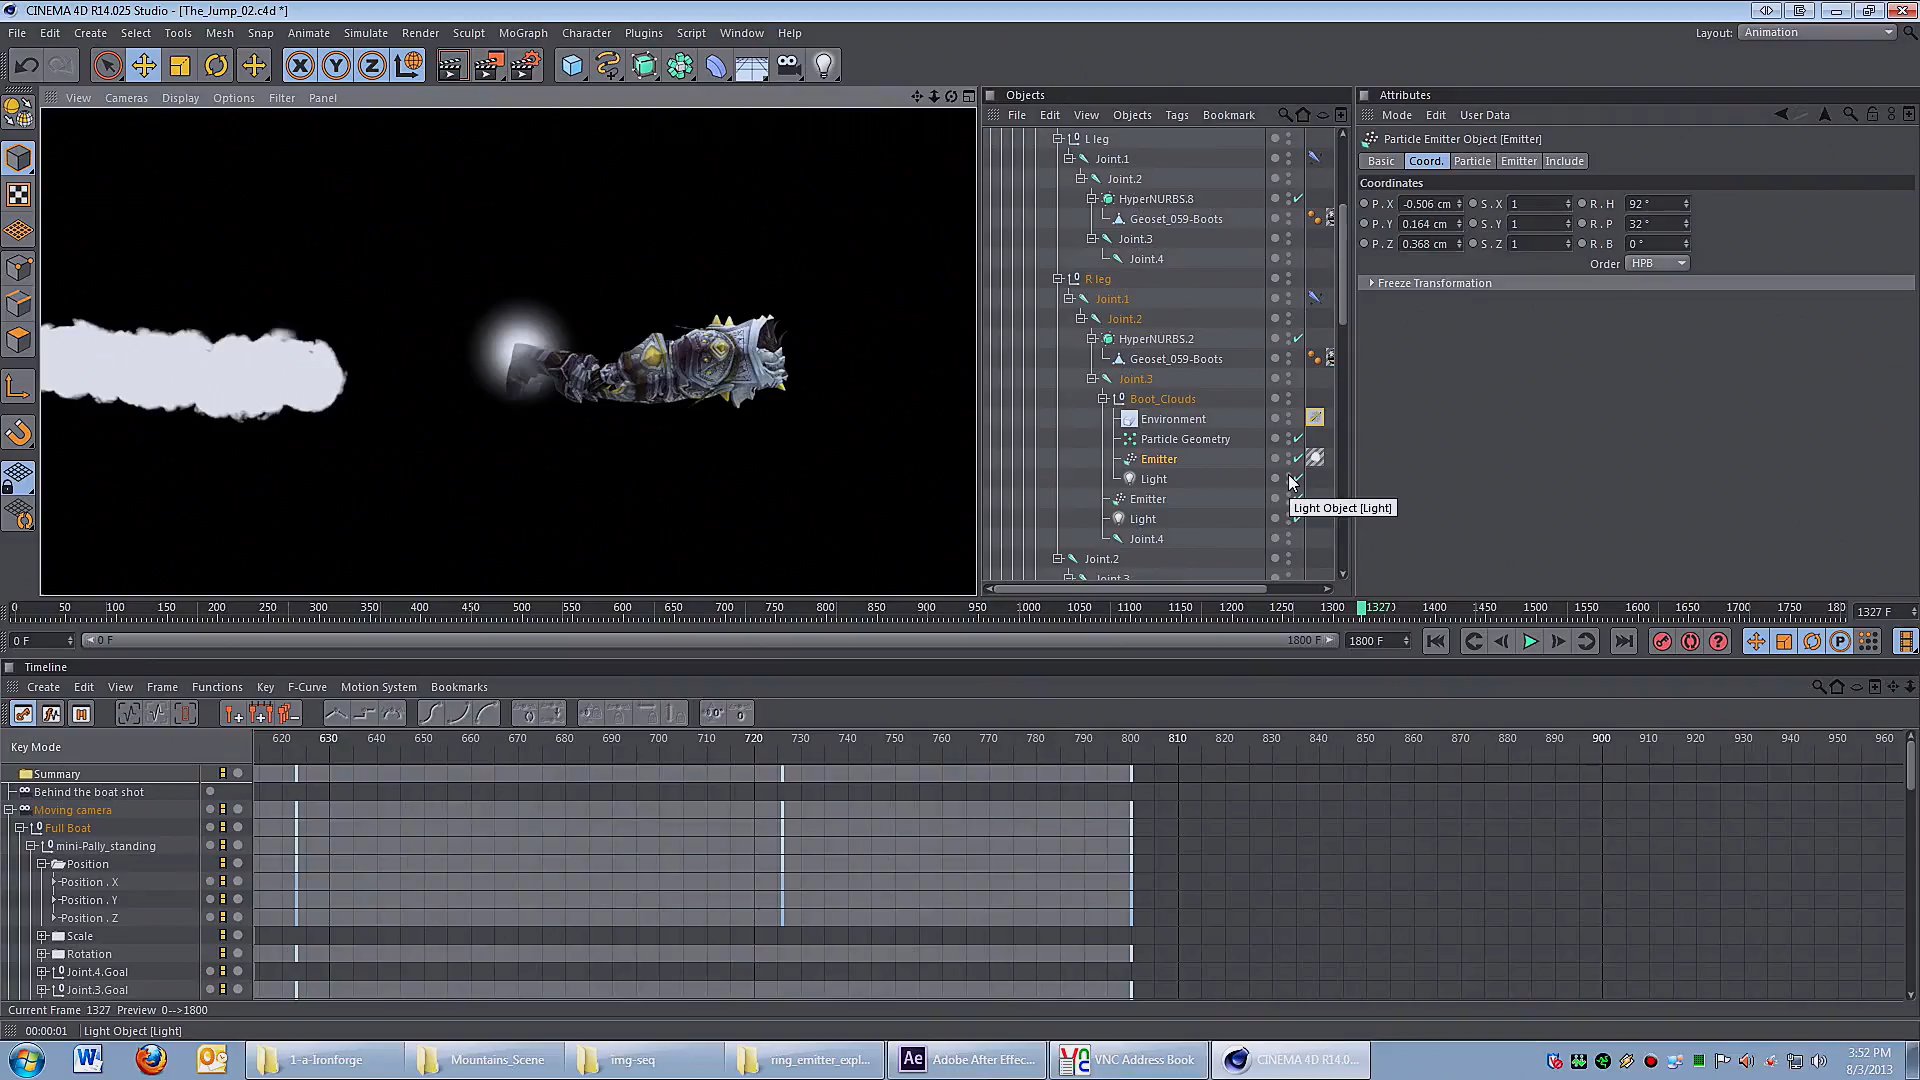 CINEMA 4D R14.025 Studio - [The_Jump_02.c4d *]
File Edit Create Select Tools Mesh Snap Animate Simulate Render Sculpt MoGraph Character Plugins Script Window Help
Layout: Animation
X Y Z
View Cameras Display Options Filter Panel
Objects
File Edit View Objects Tags Bookmark
L leg
Joint.1
Joint.2
HyperNURBS.8
Geoset_059-Boots
Joint.3
Joint.4
R leg
Joint.1
Joint.2
HyperNURBS.2
Geoset_059-Boots
Joint.3
Boot_Clouds
Environment
Particle Geometry
Emitter
Light
Emitter
Light
Joint.4
Joint.2
Joint.3
Light Object [Light]
Attributes
Mode Edit User Data
Particle Emitter Object [Emitter]
Basic Coord. Particle Emitter Include
Coordinates
P . X -0.506 cm S . X 1 R . H 92 °
P . Y 0.164 cm S . Y 1 R . P 32 °
P . Z 0.368 cm S . Z 1 R . B 0 °
Order HPB
Freeze Transformation
0 50 100 150 200 250 300 350 400 450 500 550 600 650 700 750 800 850 900 950 1000 1050 1100 1150 1200 1250 1300 1327 1400 1450 1500 1550 1600 1650 1700 1750 180 1327 F
0 F 0 F 1800 F 1800 F
Timeline
Create Edit View Frame Functions Key F-Curve Motion System Bookmarks
Key Mode 620 630 640 650 660 670 680 690 700 710 720 730 740 750 760 770 780 790 800 810 820 830 840 850 860 870 880 890 900 910 920 930 940 950 960
Summary
Behind the boat shot
Moving camera
Full Boat
mini-Pally_standing
Position
Position . X
Position . Y
Position . Z
Scale
Rotation
Joint.4.Goal
Joint.3.Goal
Current Frame 1327 Preview 0-->1800
00:00:01 Light Object [Light]
1-a-Ironforge Mountains_Scene img-seq ring_emitter_expl... Ae Adobe After Effec... VNC Address Book CINEMA 4D R14.0...
3:52 PM
8/3/2013